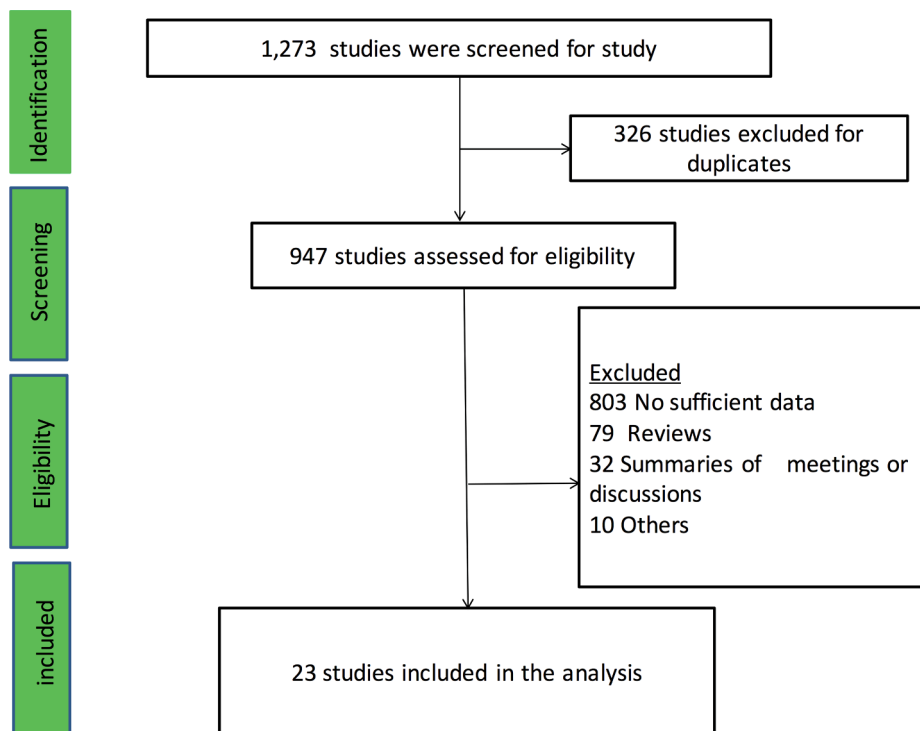 Identification
1,273 studies were screened for study
326 studies excluded for
duplicates
Screening
947 studies assessed for eligibility
Eligibility
Excluded
803 No sufficient data
79 Reviews
32 Summaries of meetings or
discussions
10 Others
included
23 studies included in the analysis